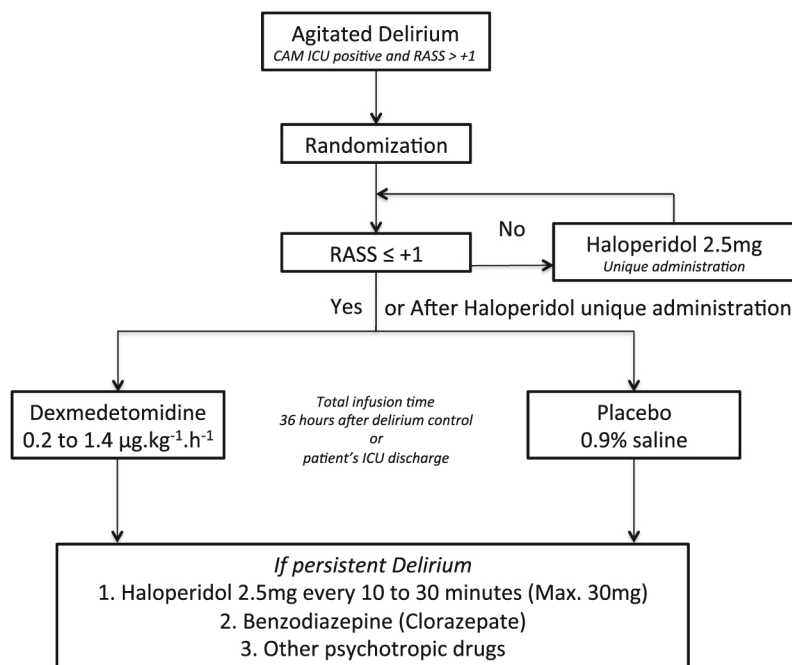 Agitated Delirium
CAM ICU positive and RASS > +1
Randomization
No
RASS ≤ +1
Haloperidol 2.5mg
Unique administration
Yes or After Haloperidol unique administration
Dexmedetomidine
0.2 to 1.4 µg.kg⁻¹.h⁻¹
Total infusion time
36 hours after delirium control
or
patient's ICU discharge
Placebo
0.9% saline
If persistent Delirium
1. Haloperidol 2.5mg every 10 to 30 minutes (Max. 30mg)
2. Benzodiazepine (Clorazepate)
3. Other psychotropic drugs